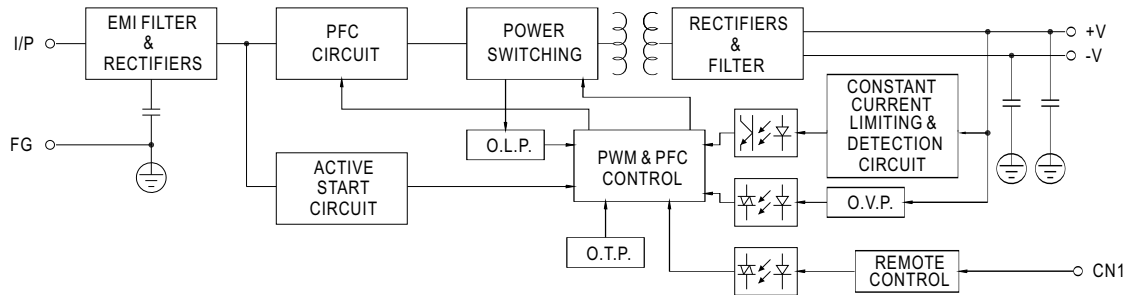 I/P
EMI FILTER
&
RECTIFIERS
PFC
CIRCUIT
POWER
SWITCHING
RECTIFIERS
&
FILTER
+V
-V
FG
ACTIVE
START
CIRCUIT
O.L.P.
PWM & PFC
CONTROL
O.T.P.
CONSTANT
CURRENT
LIMITING &
DETECTION
CIRCUIT
O.V.P.
REMOTE
CONTROL
CN1